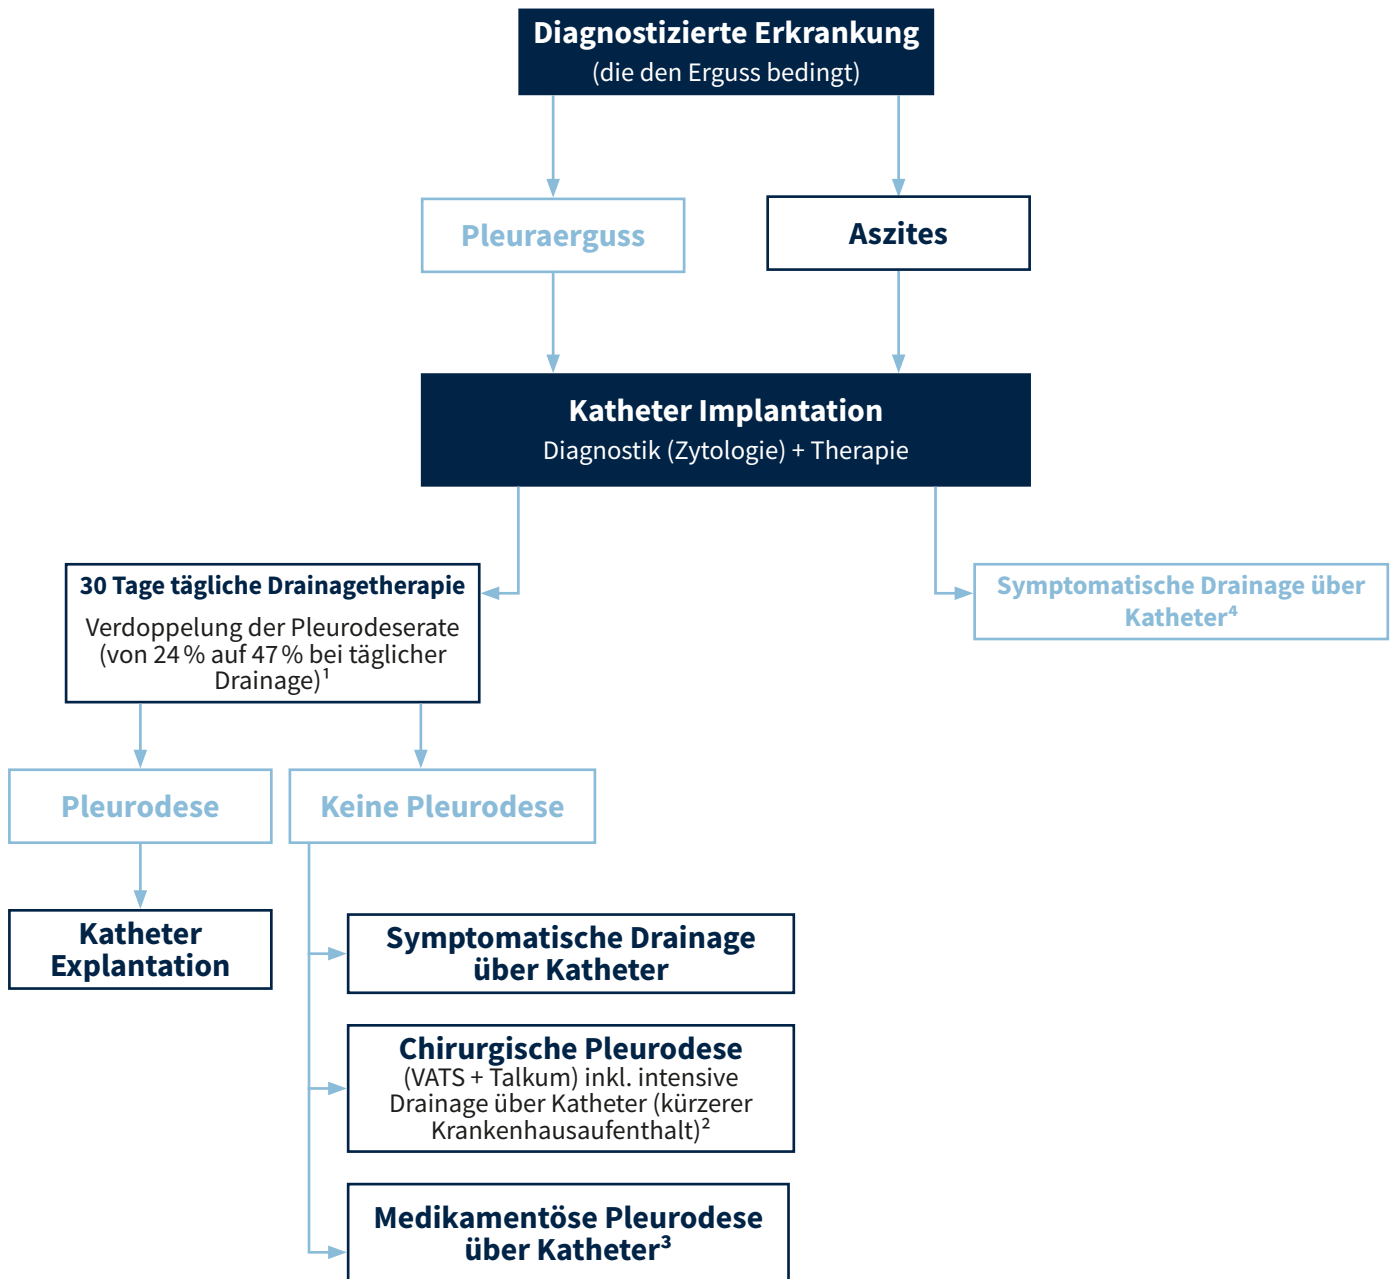 Diagnostizierte Erkrankung
(die den Erguss bedingt)
Pleuraerguss
Aszites
Katheter Implantation
Diagnostik (Zytologie) + Therapie
30 Tage tägliche Drainagetherapie
Verdoppelung der Pleurodeserate
(von 24 % auf 47 % bei täglicher
Drainage)¹
Symptomatische Drainage über
Katheter⁴
Pleurodese
Keine Pleurodese
Katheter
Explantation
Symptomatische Drainage
über Katheter
Chirurgische Pleurodese
(VATS + Talkum) inkl. intensive
Drainage über Katheter (kürzerer
Krankenhausaufenthalt)²
Medikamentöse Pleurodese
über Katheter³